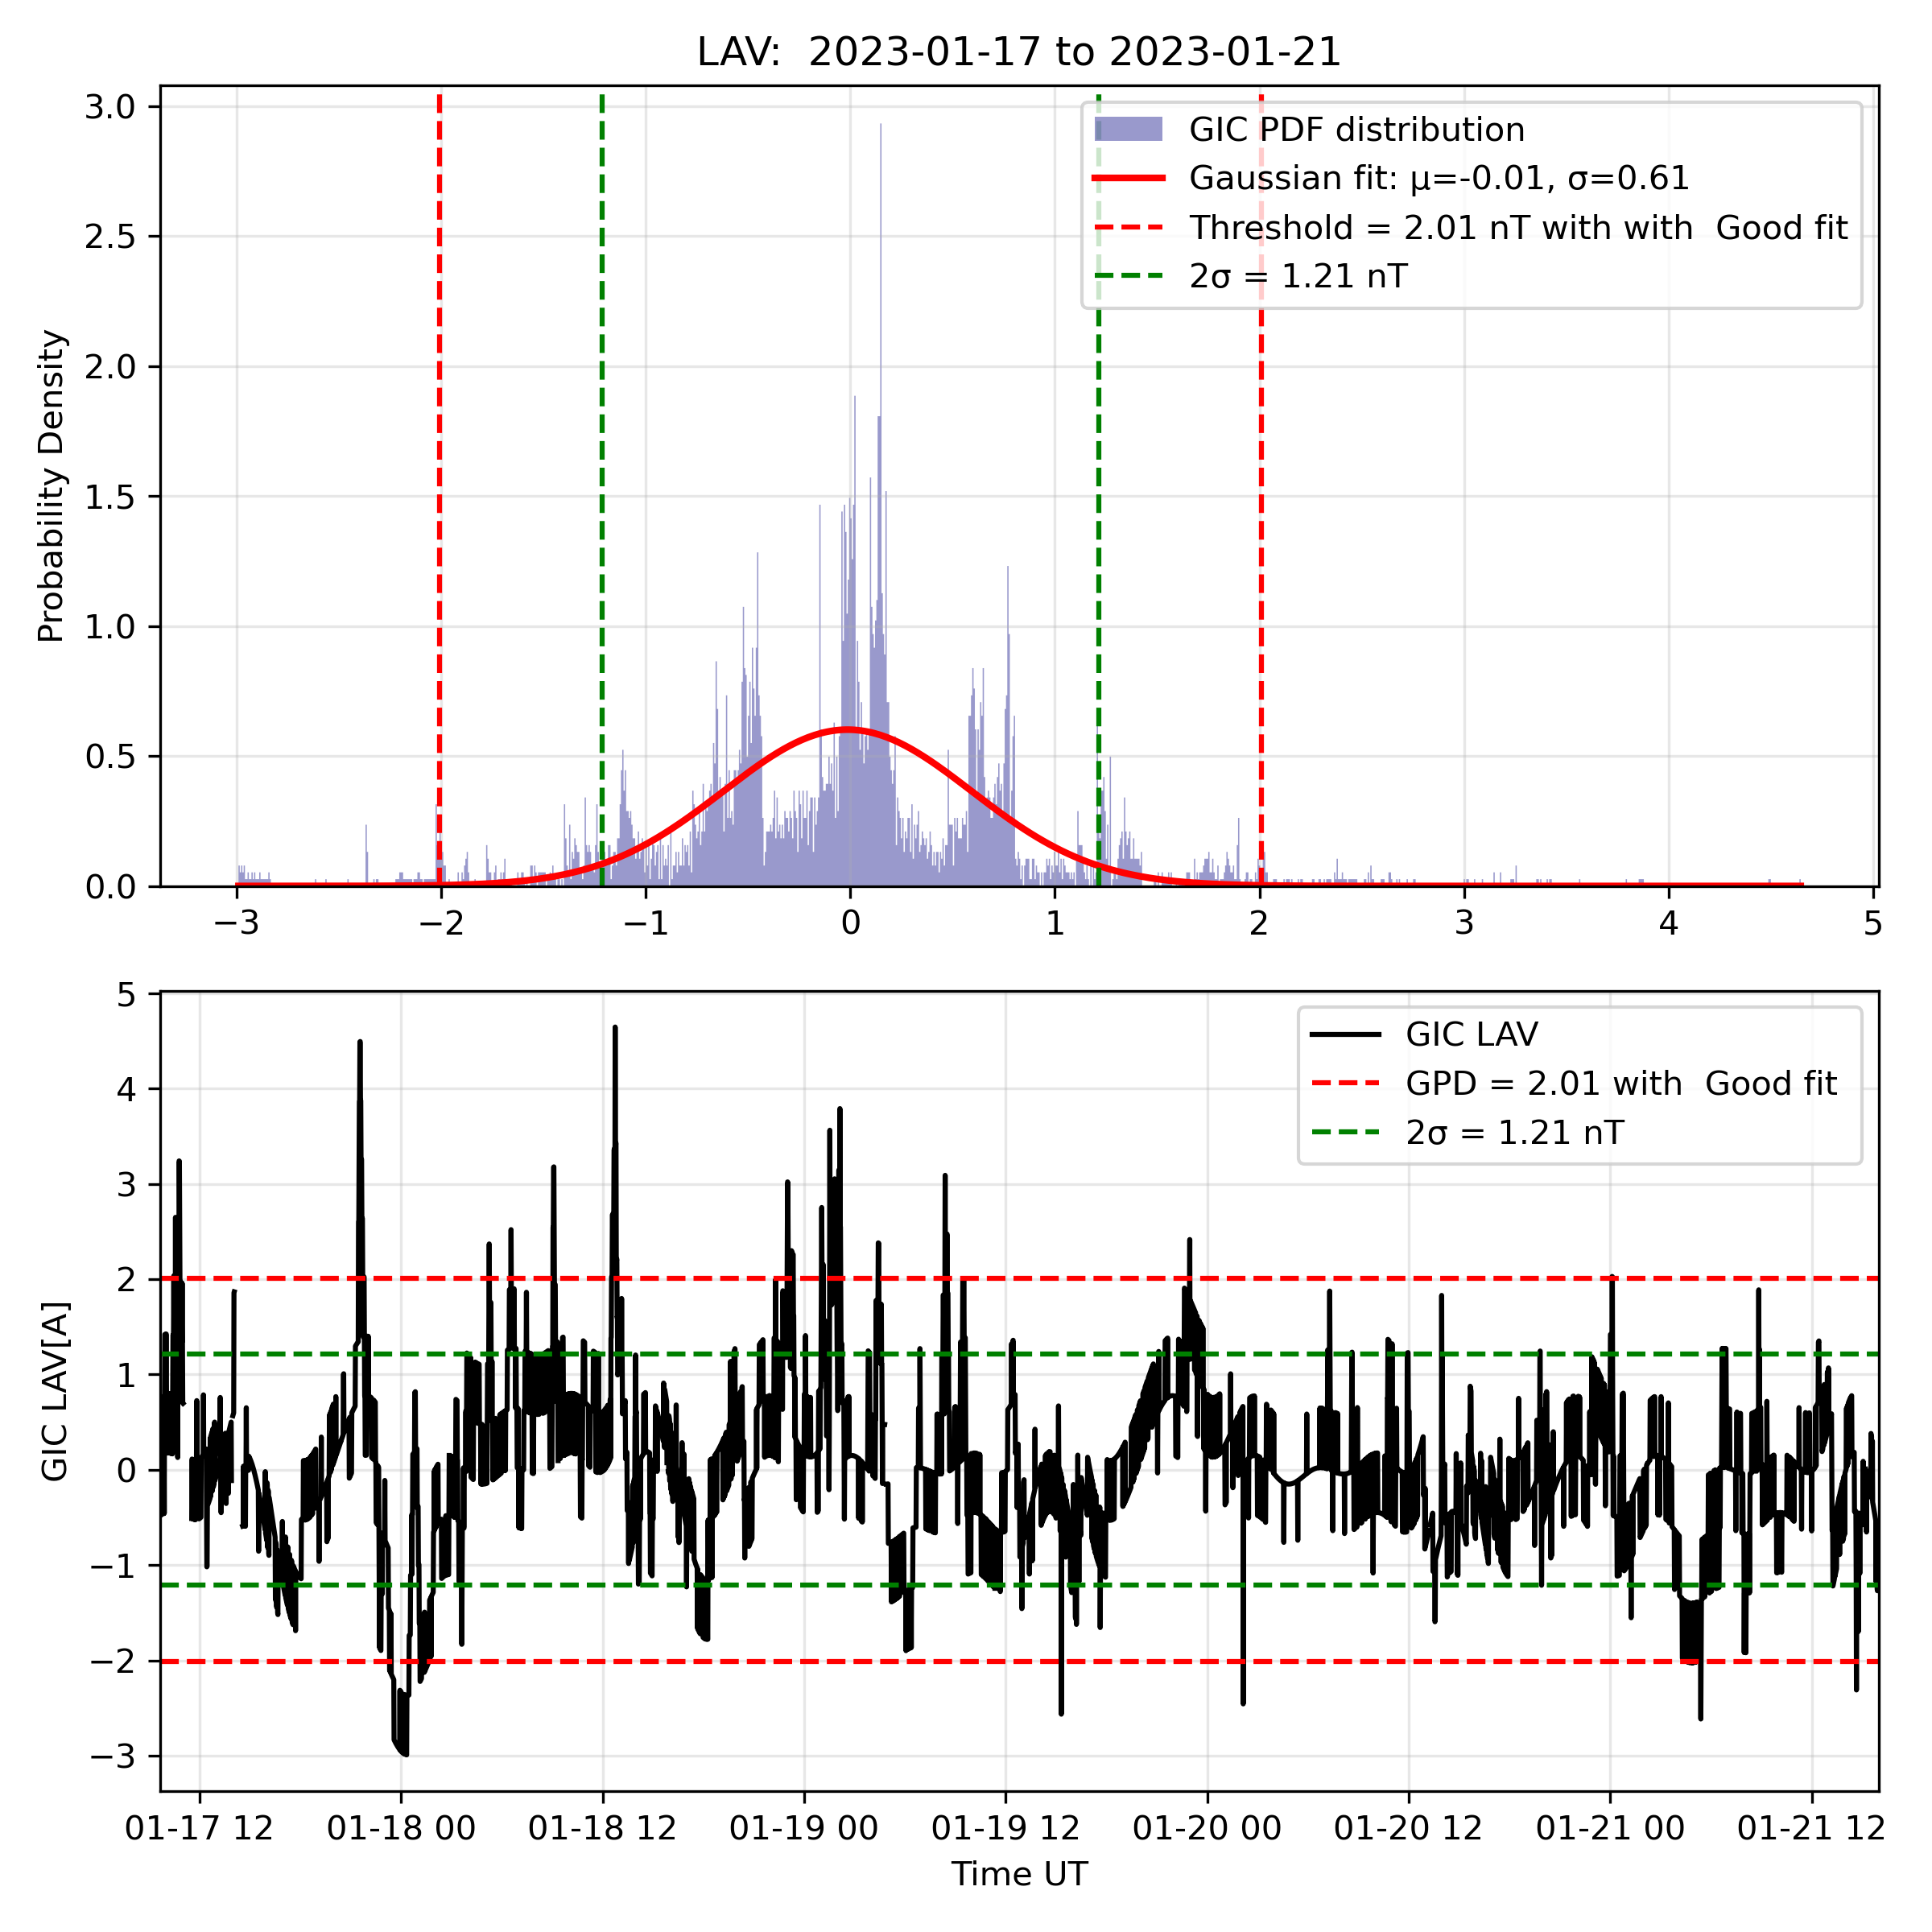 LAV:  2023-01-17 to 2023-01-21
Probability Density
3.0
2.5
2.0
1.5
1.0
0.5
0.0
GIC PDF distribution
Gaussian fit: μ=-0.01, σ=0.61
Threshold = 2.01 nT with with  Good fit
2σ = 1.21 nT
−3 −2 −1 0 1 2 3 4 5
GIC LAV[A]
5
4
3
2
1
0
−1
−2
−3
GIC LAV
GPD = 2.01 with  Good fit
2σ = 1.21 nT
01-17 12 01-18 00 01-18 12 01-19 00 01-19 12 01-20 00 01-20 12 01-21 00 01-21 12
Time UT